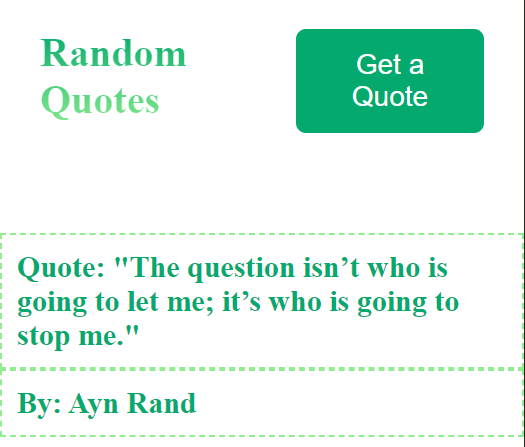 Random
Quotes
Get a
Quote
Quote: "The question isn’t who is
going to let me; it’s who is going to
stop me."
By: Ayn Rand